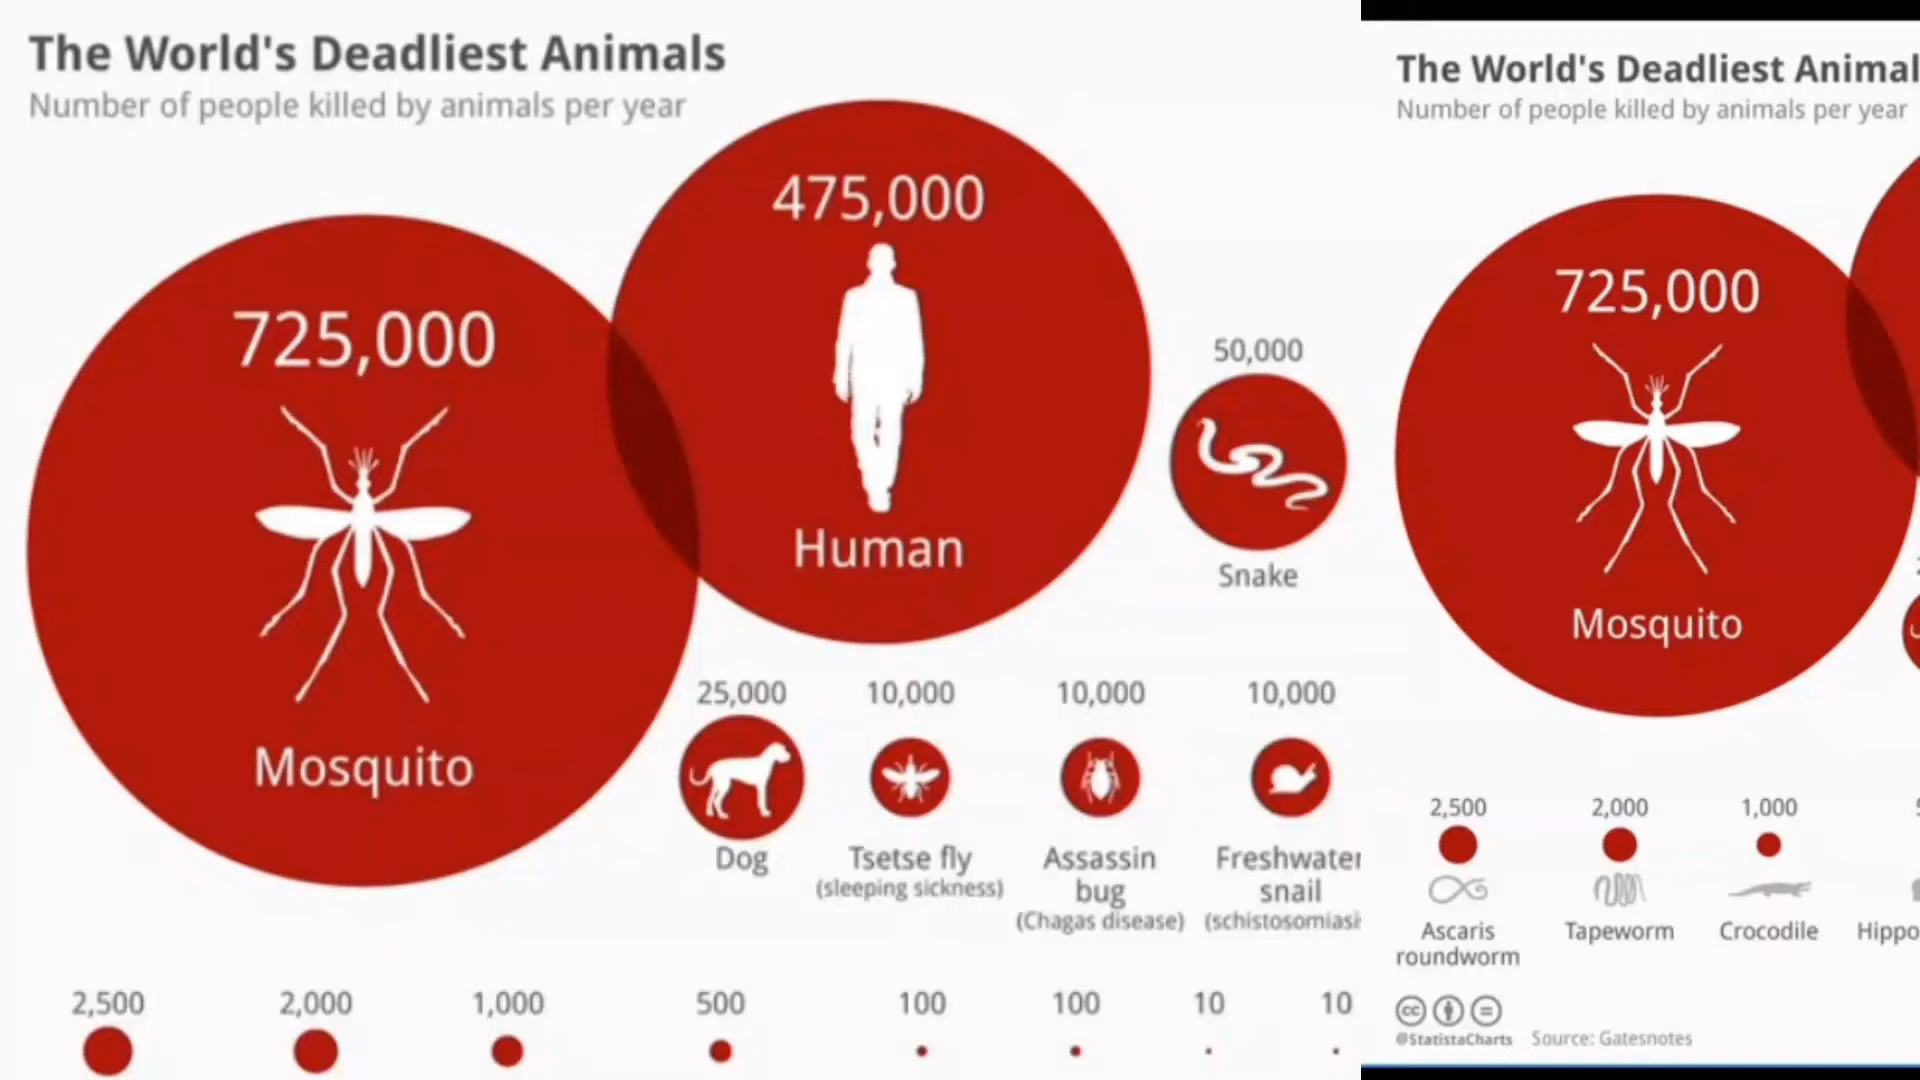 The World's Deadliest Animals
Number of people killed by animals per year
475,000
725,000
Human
Mosquito
50,000
Snake
25,000 10,000 10,000 10,000
Dog Tsetse fly Assassin Freshwater
(sleeping sickness) bug snail
(Chagas disease) (schistosomiasi
2,500 2,000 1,000 500 100 100 10 10
The World's Deadliest Animal
Number of people killed by animals per year
725,000
Mosquito
2,500 2,000 1,000
Ascaris Tapeworm Crocodile Hippo
roundworm
@StatistaCharts Source: Gatesnotes